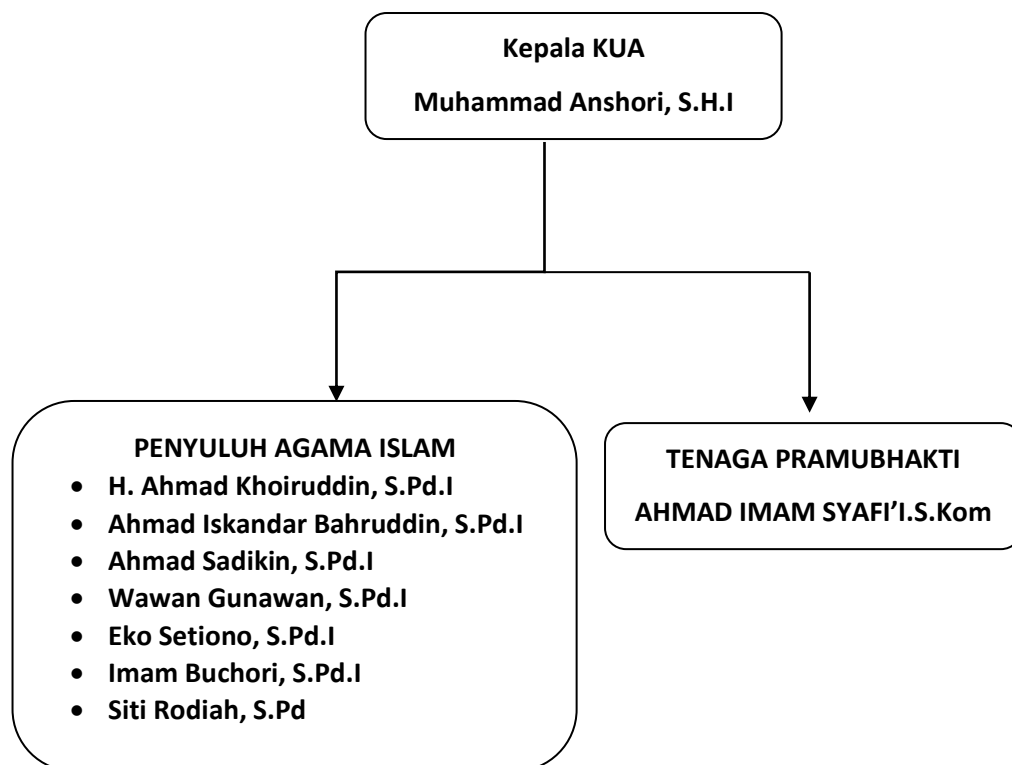 Kepala KUA
Muhammad Anshori, S.H.I
PENYULUH AGAMA ISLAM
• H. Ahmad Khoiruddin, S.Pd.I
• Ahmad Iskandar Bahruddin, S.Pd.I
• Ahmad Sadikin, S.Pd.I
• Wawan Gunawan, S.Pd.I
• Eko Setiono, S.Pd.I
• Imam Buchori, S.Pd.I
• Siti Rodiah, S.Pd
TENAGA PRAMUBHAKTI
AHMAD IMAM SYAFI’I.S.Kom